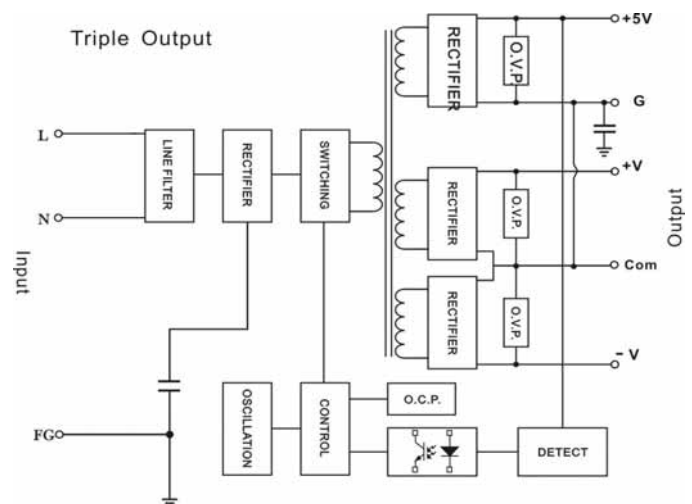 Triple Output
+5V
RECTIFIER
O.V.P.
G
L
LINE FILTER
RECTIFIER
SWITCHING
+V
RECTIFIER
O.V.P.
N
Output
Input
Com
RECTIFIER
O.V.P.
- V
OSCILLATION
CONTROL
O.C.P.
FG
DETECT